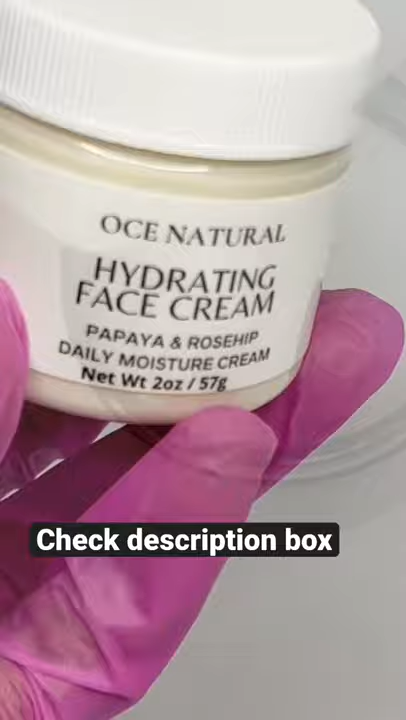 OCE NATURAL
HYDRATING
FACE CREAM
PAPAYA & ROSEHIP
DAILY MOISTURE CREAM
Net Wt 2oz / 57g
Check description box